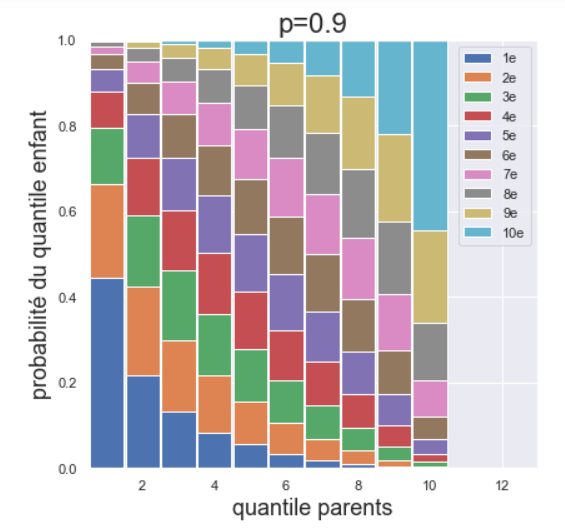 p=0.9
probabilité du quantile enfant
1.0
0.8
0.6
0.4
0.2
0.0
1e
2e
3e
4e
5e
6e
7e
8e
9e
10e
2 4 6 8 10 12
quantile parents